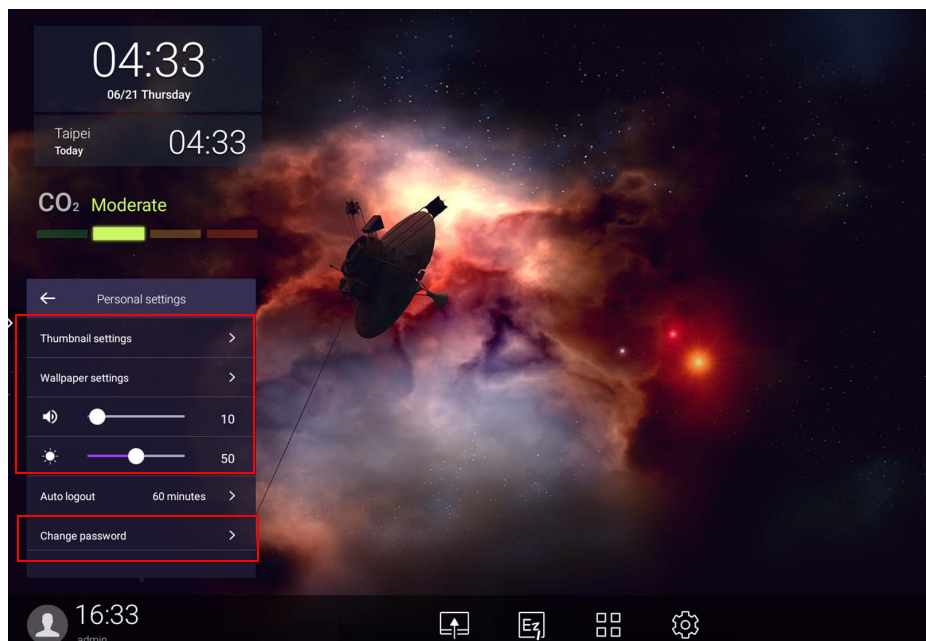 04:33
06/21 Thursday
Taipei
Today
04:33
CO₂ Moderate
Personal settings
Thumbnail settings
Wallpaper settings
10
50
Auto logout 60 minutes
Change password
16:33
admin